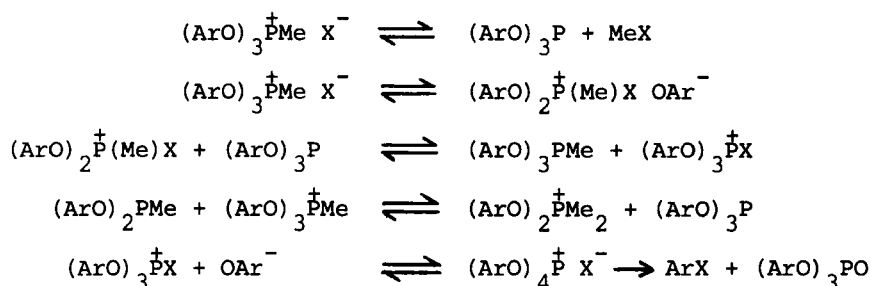 (ArO)₃P⁺Me X⁻ ⇌ (ArO)₃P + MeX
(ArO)₃P⁺Me X⁻ ⇌ (ArO)₂P⁺(Me)X OAr⁻
(ArO)₂P⁺(Me)X + (ArO)₃P ⇌ (ArO)₃PMe + (ArO)₃P⁺X
(ArO)₂PMe + (ArO)₃P⁺Me ⇌ (ArO)₂P⁺Me₂ + (ArO)₃P
(ArO)₃P⁺X + OAr⁻ ⇌ (ArO)₄P⁺ X⁻ → ArX + (ArO)₃PO